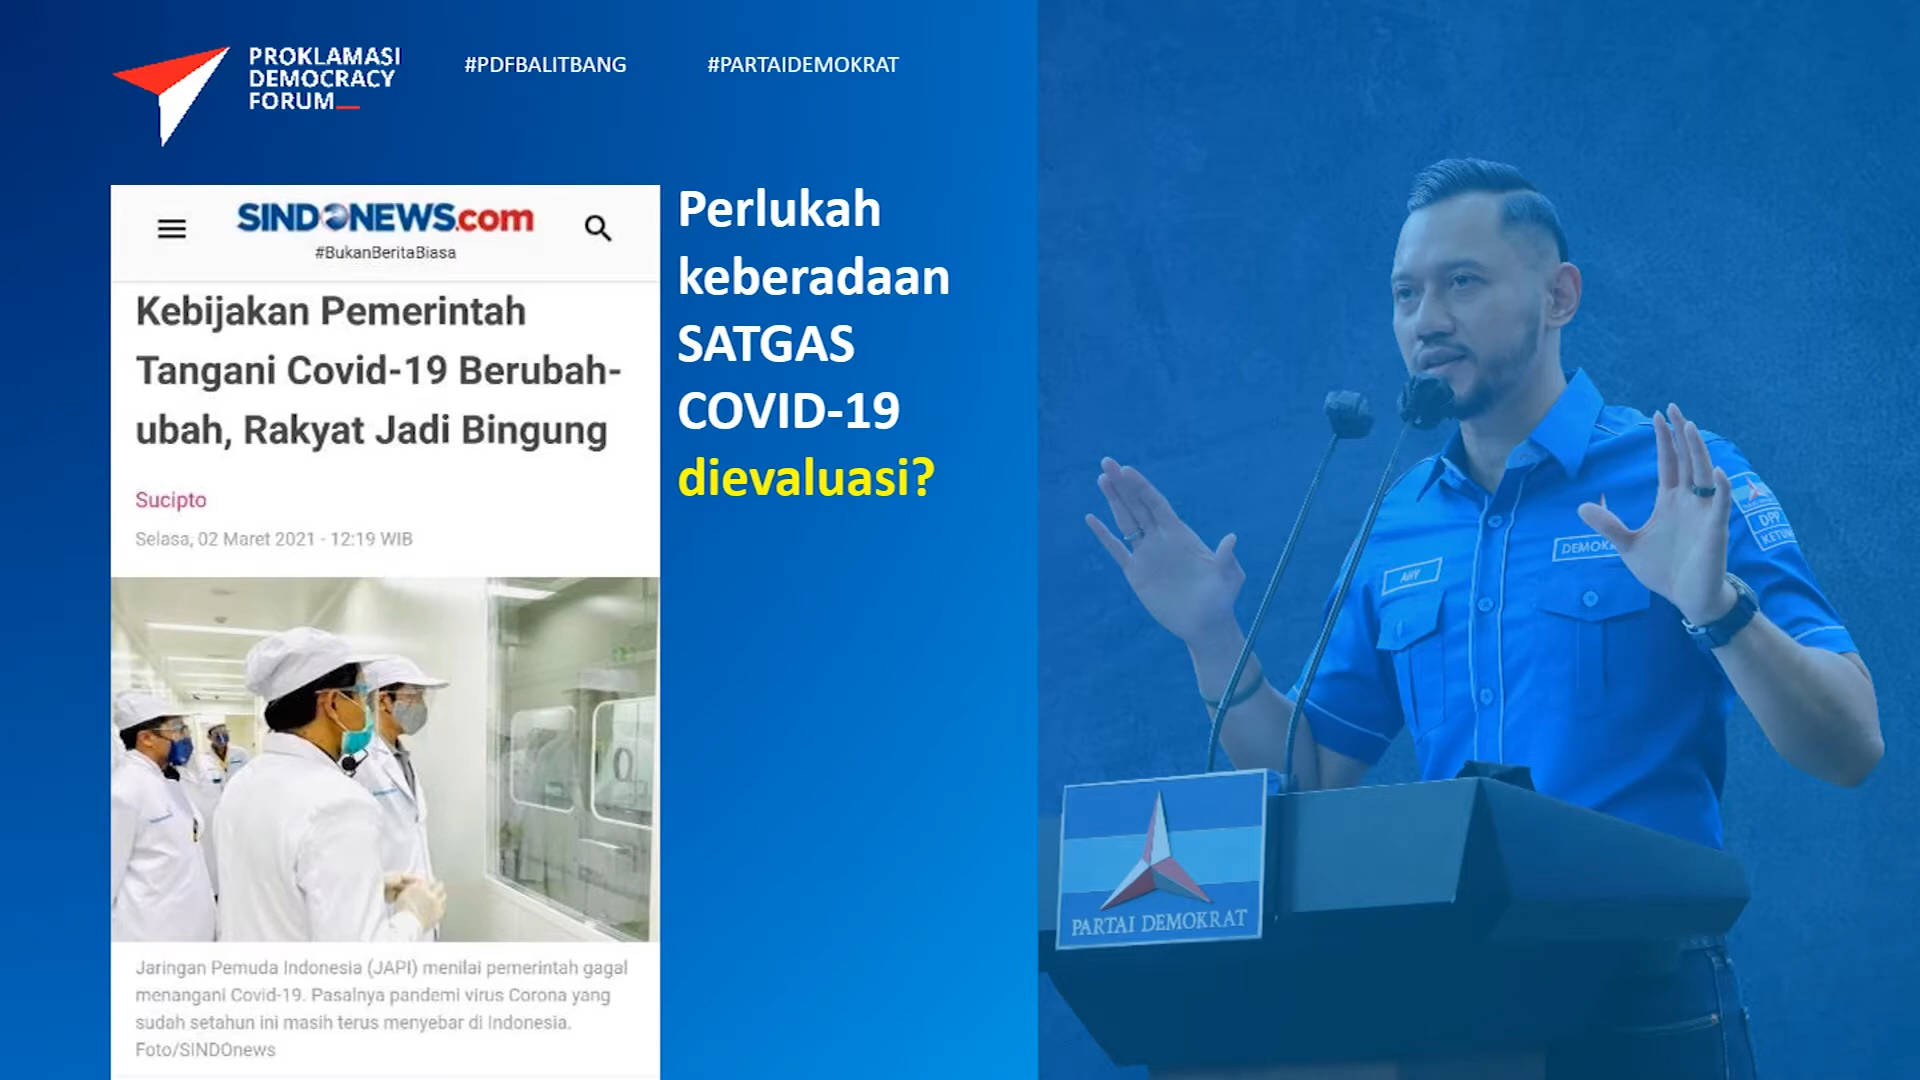 PROKLAMASI
DEMOCRACY
FORUM
#PDFBALITBANG
#PARTAIDEMOKRAT
SINDONEWS.com
#BukanBeritaBiasa
Kebijakan Pemerintah
Tangani Covid-19 Berubah-
ubah, Rakyat Jadi Bingung
Sucipto
Selasa, 02 Maret 2021 - 12:19 WIB
Jaringan Pemuda Indonesia (JAPI) menilai pemerintah gagal
menangani Covid-19. Pasalnya pandemi virus Corona yang
sudah setahun ini masih terus menyebar di Indonesia.
Foto/SINDOnews
Perlukah
keberadaan
SATGAS
COVID-19
dievaluasi?
AHY
DPP
PARTAI DEMOKRAT